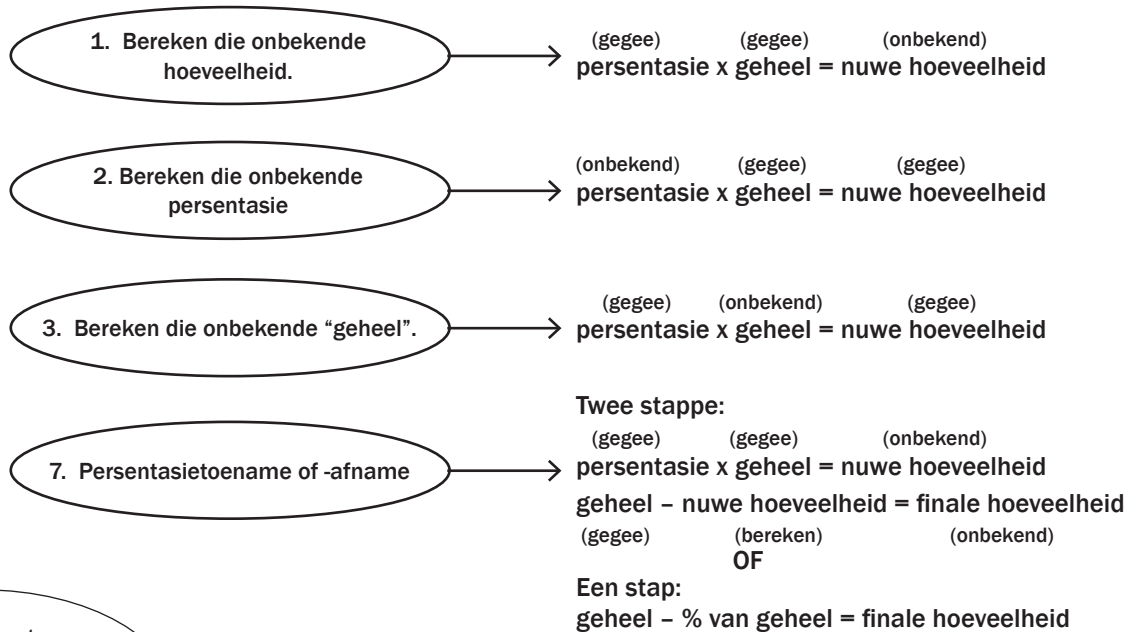 1. Bereken die onbekende
hoeveelheid.
(gegee) (gegee) (onbekend)
persentasie x geheel = nuwe hoeveelheid
2. Bereken die onbekende
persentasie
(onbekend) (gegee) (gegee)
persentasie x geheel = nuwe hoeveelheid
3. Bereken die onbekende “geheel”.
(gegee) (onbekend) (gegee)
persentasie x geheel = nuwe hoeveelheid
7. Persentasietoename of -afname
Twee stappe:
(gegee) (gegee) (onbekend)
persentasie x geheel = nuwe hoeveelheid
geheel – nuwe hoeveelheid = finale hoeveelheid
(gegee) (bereken) (onbekend)
OF
Een stap:
geheel – % van geheel = finale hoeveelheid